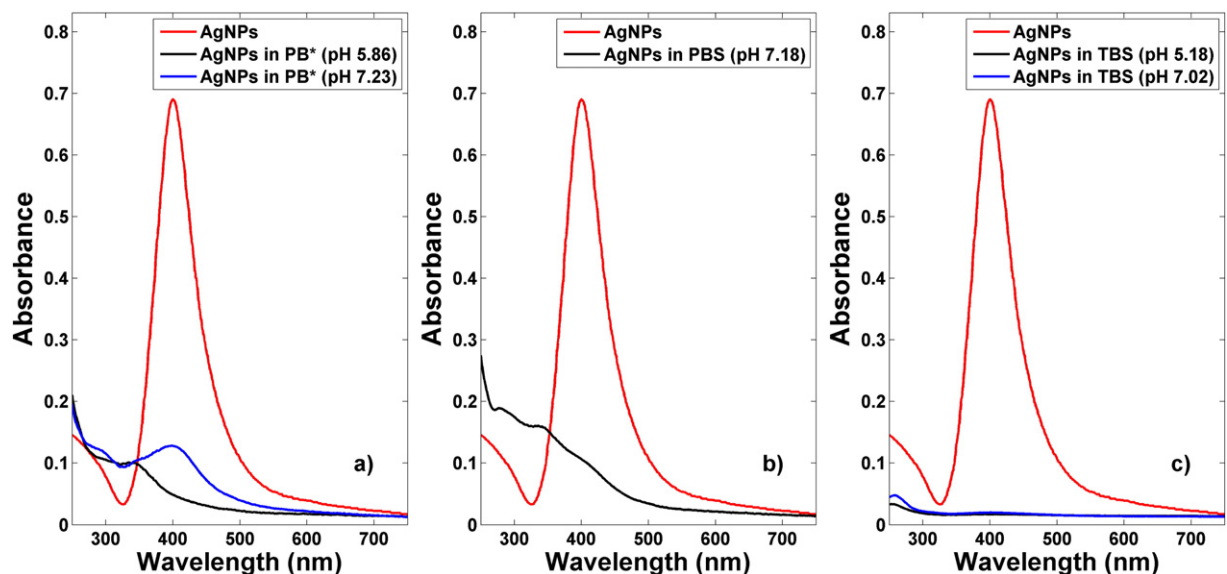 0.8
0.7
0.6
0.5
0.4
0.3
0.2
0.1
0
Absorbance
AgNPs
AgNPs in PB* (pH 5.86)
AgNPs in PB* (pH 7.23)
a)
300 400 500 600 700
Wavelength (nm)
0.8
0.7
0.6
0.5
0.4
0.3
0.2
0.1
0
Absorbance
AgNPs
AgNPs in PBS (pH 7.18)
b)
300 400 500 600 700
Wavelength (nm)
0.8
0.7
0.6
0.5
0.4
0.3
0.2
0.1
0
Absorbance
AgNPs
AgNPs in TBS (pH 5.18)
AgNPs in TBS (pH 7.02)
c)
300 400 500 600 700
Wavelength (nm)